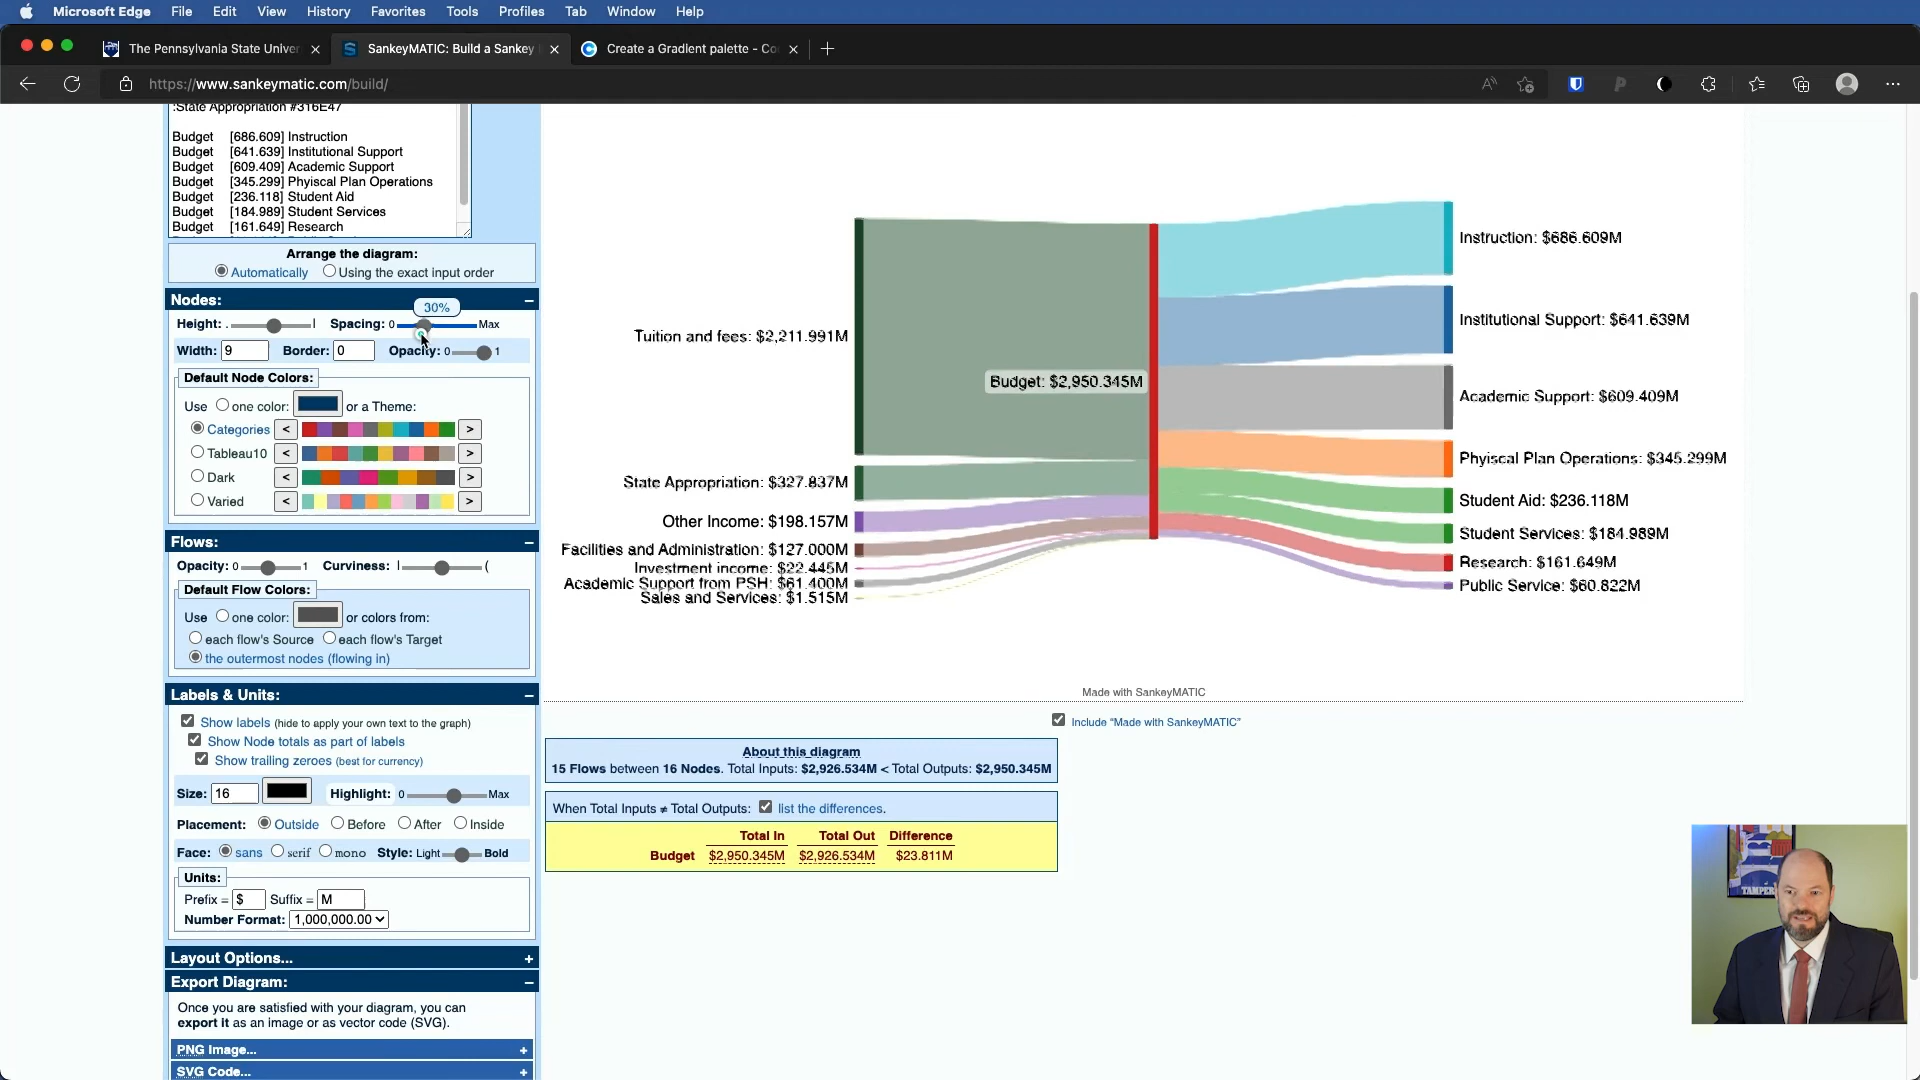 Microsoft Edge File Edit View History Favorites Tools Profiles Tab Window Help
The Pennsylvania State Univer
SankeyMATIC: Build a Sankey
Create a Gradient palette - Co
https://www.sankeymatic.com/build/
:State Appropriation #316E47
Budget [686.609] Instruction
Budget [641.639] Institutional Support
Budget [609.409] Academic Support
Budget [345.299] Phyiscal Plan Operations
Budget [236.118] Student Aid
Budget [184.989] Student Services
Budget [161.649] Research
Arrange the diagram:
Automatically Using the exact input order
Nodes: –
30%
Height: Spacing: 0 Max
Width: 9 Border: 0 Opacity: 0 1
Default Node Colors:
Use one color: or a Theme:
Categories < >
Tableau10 < >
Dark < >
Varied < >
Flows: –
Opacity: 0 1 Curviness: | (
Default Flow Colors:
Use one color: or colors from:
each flow's Source each flow's Target
the outermost nodes (flowing in)
Labels & Units: –
Show labels (hide to apply your own text to the graph)
Show Node totals as part of labels
Show trailing zeroes (best for currency)
Size: 16 Highlight: 0 Max
Placement: Outside Before After Inside
Face: sans serif mono Style: Light Bold
Units:
Prefix = $ Suffix = M
Number Format: 1,000,000.00
Layout Options... +
Export Diagram: –
Once you are satisfied with your diagram, you can
export it as an image or as vector code (SVG).
PNG Image... +
SVG Code... +
Tuition and fees: $2,211.991M
State Appropriation: $327.837M
Other Income: $198.157M
Facilities and Administration: $127.000M
Investment income: $22.445M
Academic Support from PSH: $61.400M
Sales and Services: $1.515M
Budget: $2,950.345M
Instruction: $686.609M
Institutional Support: $641.639M
Academic Support: $609.409M
Phyiscal Plan Operations: $345.299M
Student Aid: $236.118M
Student Services: $184.989M
Research: $161.649M
Public Service: $60.822M
Made with SankeyMATIC
Include “Made with SankeyMATIC”
About this diagram
15 Flows between 16 Nodes. Total Inputs: $2,926.534M < Total Outputs: $2,950.345M
When Total Inputs ≠ Total Outputs: list the differences.
Total In Total Out Difference
Budget $2,950.345M $2,926.534M $23.811M